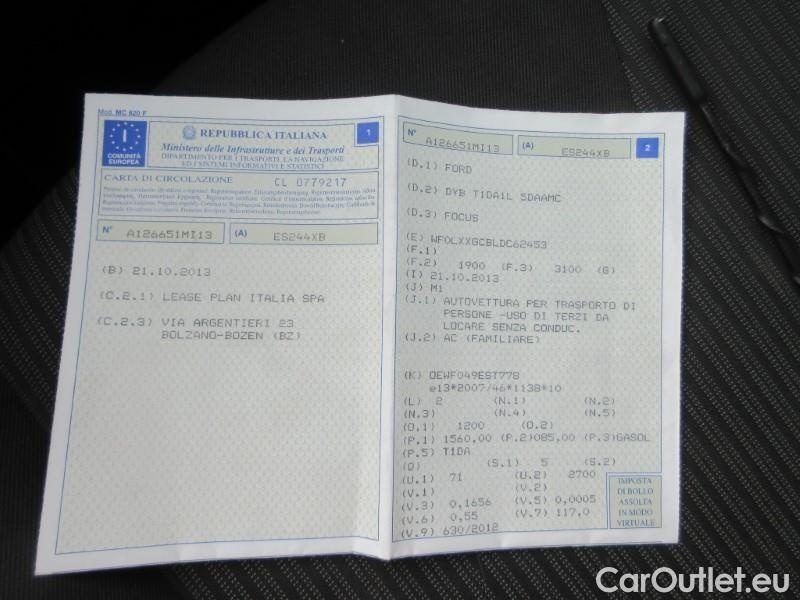 Mod. MC 820 F
I
COMUNITÀ
EUROPEA
REPUBBLICA ITALIANA
1
Ministero delle Infrastrutture e dei Trasporti
DIPARTIMENTO PER I TRASPORTI, LA NAVIGAZIONE
ED I SISTEMI INFORMATIVI E STATISTICI
CARTA DI CIRCOLAZIONE CL 0779217
N° A126651MI13 (A) ES244XB
(B) 21.10.2013
(C.2.1) LEASE PLAN ITALIA SPA
(C.2.3) VIA ARGENTIERI 23
BOLZANO-BOZEN (BZ)
N° A126651MI13 (A) ES244XB 2
(D.1) FORD
(D.2) DYB T1DA1L 5DAAMC
(D.3) FOCUS
(E) WF0LXXGCBLDC62453
(F.1)
(F.2) 1900 (F.3) 3100 (G)
(I) 21.10.2013
(J) M1
(J.1) AUTOVETTURA PER TRASPORTO DI
PERSONE -USO DI TERZI DA
LOCARE SENZA CONDUC.
(J.2) AC (FAMILIARE)
(K) OEWF049EST778
e13*2007/46*1138*10
(L) 2 (N.1) (N.2)
(N.3) (N.4) (N.5)
(O.1) 1200 (O.2)
(P.1) 1560,00 (P.2)085,00 (P.3)GASOL
(P.5) T1DA
(Q) (S.1) 5 (S.2)
(U.1) 71 (U.2) 2700
(V.1) (V.2)
(V.3) 0,1656 (V.5) 0,0005
(V.6) 0,55 (V.7) 117,0
(V.9) 630/2012
IMPOSTA
DI BOLLO
ASSOLTA
IN MODO
VIRTUALE
CarOutlet.eu